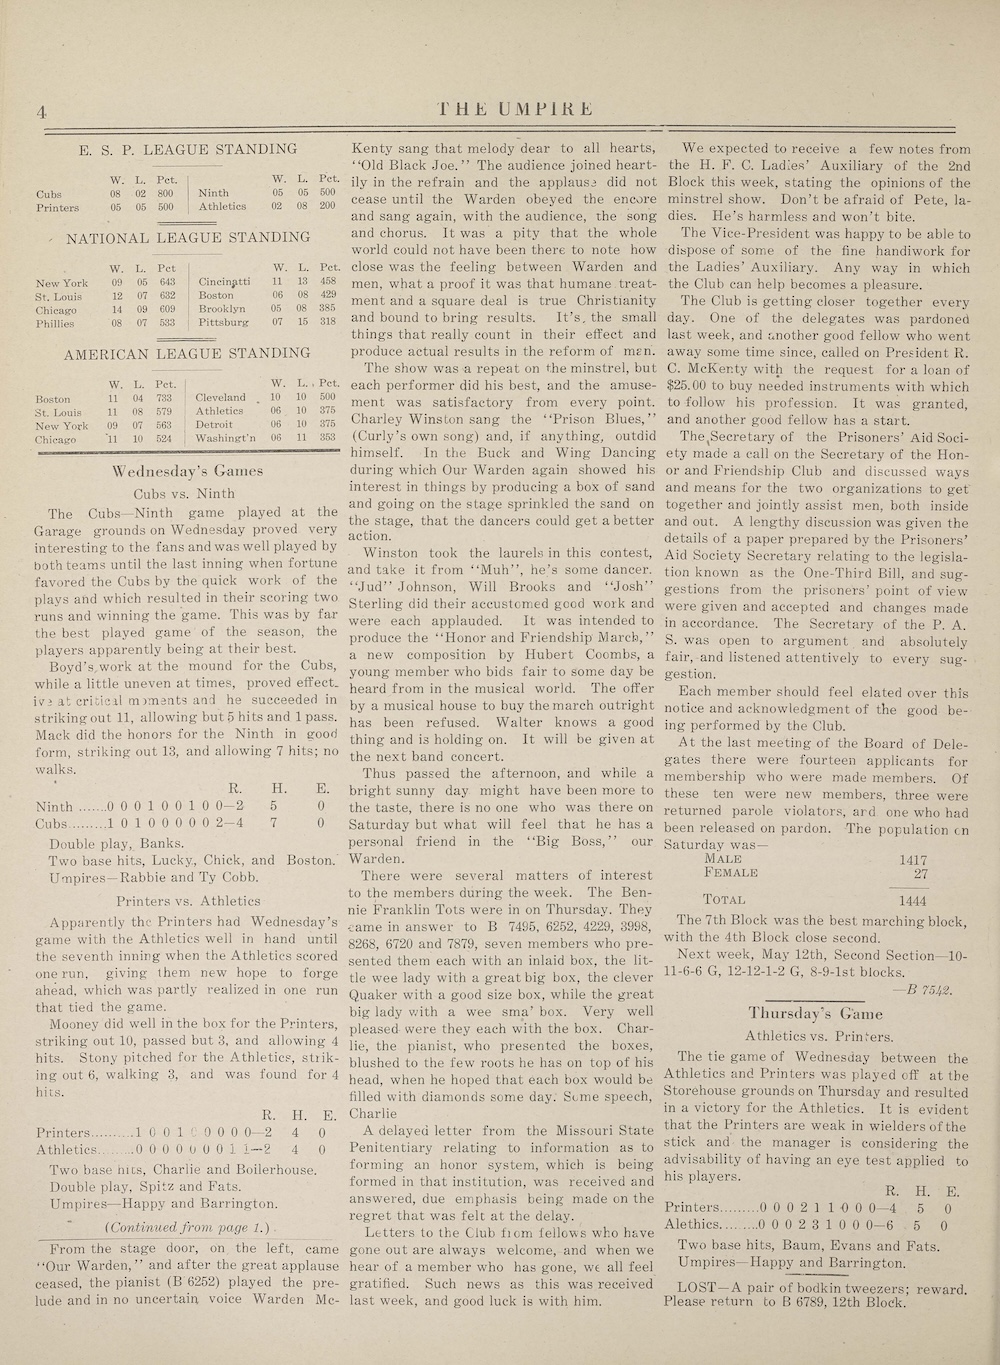 4
THE UMPIRE
E. S. P. LEAGUE STANDING
W. L. Pct. W. L. Pct.
Cubs 08 02 800 Ninth 05 05 500
Printers 05 05 500 Athletics 02 08 200
NATIONAL LEAGUE STANDING
W. L. Pct W. L. Pct.
New York 09 05 643 Cincinatti 11 13 458
St. Louis 12 07 632 Boston 06 08 429
Chicago 14 09 609 Brooklyn 05 08 385
Phillies 08 07 533 Pittsburg 07 15 318
AMERICAN LEAGUE STANDING
W. L. Pct. W. L. Pct.
Boston 11 04 733 Cleveland 10 10 500
St. Louis 11 08 579 Athletics 06 10 375
New York 09 07 563 Detroit 06 10 375
Chicago 11 10 524 Washingt'n 06 11 353
Wednesday's Games
Cubs vs. Ninth
The Cubs—Ninth game played at the
Garage grounds on Wednesday proved very
interesting to the fans and was well played by
both teams until the last inning when fortune
favored the Cubs by the quick work of the
plays and which resulted in their scoring two
runs and winning the game. This was by far
the best played game of the season, the
players apparently being at their best.
Boyd's work at the mound for the Cubs,
while a little uneven at times, proved effect-
ive at critical moments and he succeeded in
striking out 11, allowing but 5 hits and 1 pass.
Mack did the honors for the Ninth in good
form, striking out 13, and allowing 7 hits; no
walks.
R. H. E.
Ninth .......0 0 0 1 0 0 1 0 0—2 5 0
Cubs.........1 0 1 0 0 0 0 0 2—4 7 0
Double play, Banks.
Two base hits, Lucky, Chick, and Boston.
Umpires—Rabbie and Ty Cobb.
Printers vs. Athletics
Apparently the Printers had Wednesday's
game with the Athletics well in hand until
the seventh inning when the Athletics scored
one run, giving them new hope to forge
ahead, which was partly realized in one run
that tied the game.
Mooney did well in the box for the Printers,
striking out 10, passed but 3, and allowing 4
hits. Stony pitched for the Athletics, strik-
ing out 6, walking 3, and was found for 4
hits.
R. H. E.
Printers..........1 0 0 1 0 0 0 0 0—2 4 0
Athletics........0 0 0 0 0 0 0 1 1—2 4 0
Two base hits, Charlie and Boilerhouse.
Double play, Spitz and Fats.
Umpires—Happy and Barrington.
(Continued from page 1.)
From the stage door, on the left, came
"Our Warden," and after the great applause
ceased, the pianist (B 6252) played the pre-
lude and in no uncertain voice Warden Mc-
Kenty sang that melody dear to all hearts,
"Old Black Joe." The audience joined heart-
ily in the refrain and the applause did not
cease until the Warden obeyed the encore
and sang again, with the audience, the song
and chorus. It was a pity that the whole
world could not have been there to note how
close was the feeling between Warden and
men, what a proof it was that humane treat-
ment and a square deal is true Christianity
and bound to bring results. It's the small
things that really count in their effect and
produce actual results in the reform of men.
The show was a repeat on the minstrel, but
each performer did his best, and the amuse-
ment was satisfactory from every point.
Charley Winston sang the "Prison Blues,"
(Curly's own song) and, if anything, outdid
himself. In the Buck and Wing Dancing
during which Our Warden again showed his
interest in things by producing a box of sand
and going on the stage sprinkled the sand on
the stage, that the dancers could get a better
action.
Winston took the laurels in this contest,
and take it from "Muh", he's some dancer.
"Jud" Johnson, Will Brooks and "Josh"
Sterling did their accustomed good work and
were each applauded. It was intended to
produce the "Honor and Friendship March,"
a new composition by Hubert Coombs, a
young member who bids fair to some day be
heard from in the musical world. The offer
by a musical house to buy the march outright
has been refused. Walter knows a good
thing and is holding on. It will be given at
the next band concert.
Thus passed the afternoon, and while a
bright sunny day might have been more to
the taste, there is no one who was there on
Saturday but what will feel that he has a
personal friend in the "Big Boss," our
Warden.
There were several matters of interest
to the members during the week. The Ben-
nie Franklin Tots were in on Thursday. They
came in answer to B 7495, 6252, 4229, 3998,
8268, 6720 and 7879, seven members who pre-
sented them each with an inlaid box, the lit-
tle wee lady with a great big box, the clever
Quaker with a good size box, while the great
big lady with a wee sma' box. Very well
pleased were they each with the box. Char-
lie, the pianist, who presented the boxes,
blushed to the few roots he has on top of his
head, when he hoped that each box would be
filled with diamonds some day. Some speech,
Charlie
A delayed letter from the Missouri State
Penitentiary relating to information as to
forming an honor system, which is being
formed in that institution, was received and
answered, due emphasis being made on the
regret that was felt at the delay.
Letters to the Club from fellows who have
gone out are always welcome, and when we
hear of a member who has gone, we all feel
gratified. Such news as this was received
last week, and good luck is with him.
We expected to receive a few notes from
the H. F. C. Ladies' Auxiliary of the 2nd
Block this week, stating the opinions of the
minstrel show. Don't be afraid of Pete, la-
dies. He's harmless and won't bite.
The Vice-President was happy to be able to
dispose of some of the fine handiwork for
the Ladies' Auxiliary. Any way in which
the Club can help becomes a pleasure.
The Club is getting closer together every
day. One of the delegates was pardoned
last week, and another good fellow who went
away some time since, called on President R.
C. McKenty with the request for a loan of
$25.00 to buy needed instruments with which
to follow his profession. It was granted,
and another good fellow has a start.
The Secretary of the Prisoners' Aid Soci-
ety made a call on the Secretary of the Hon-
or and Friendship Club and discussed ways
and means for the two organizations to get
together and jointly assist men, both inside
and out. A lengthy discussion was given the
details of a paper prepared by the Prisoners'
Aid Society Secretary relating to the legisla-
tion known as the One-Third Bill, and sug-
gestions from the prisoners' point of view
were given and accepted and changes made
in accordance. The Secretary of the P. A.
S. was open to argument and absolutely
fair, and listened attentively to every sug-
gestion.
Each member should feel elated over this
notice and acknowledgment of the good be-
ing performed by the Club.
At the last meeting of the Board of Dele-
gates there were fourteen applicants for
membership who were made members. Of
these ten were new members, three were
returned parole violators, and one who had
been released on pardon. The population on
Saturday was—
MALE 1417
FEMALE 27
TOTAL 1444
The 7th Block was the best marching block,
with the 4th Block close second.
Next week, May 12th, Second Section—10-
11-6-6 G, 12-12-1-2 G, 8-9-1st blocks.
—B 7542.
Thursday's Game
Athletics vs. Printers.
The tie game of Wednesday between the
Athletics and Printers was played off at the
Storehouse grounds on Thursday and resulted
in a victory for the Athletics. It is evident
that the Printers are weak in wielders of the
stick and the manager is considering the
advisability of having an eye test applied to
his players.
R. H. E.
Printers.........0 0 0 2 1 1 0 0 0—4 5 0
Alethics.........0 0 0 2 3 1 0 0 0—6 5 0
Two base hits, Baum, Evans and Fats.
Umpires—Happy and Barrington.
LOST—A pair of bodkin tweezers; reward.
Please return to B 6789, 12th Block.